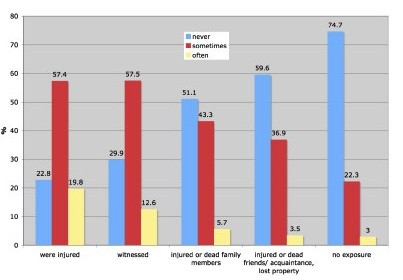 80
70
60
50
40
30
20
10
0
%
never
sometimes
often
22.8
57.4
19.8
29.9
57.5
12.6
51.1
43.3
5.7
59.6
36.9
3.5
74.7
22.3
3
were injured
witnessed
injured or dead family
members
injured or dead
friends/ acquaintance,
lost property
no exposure